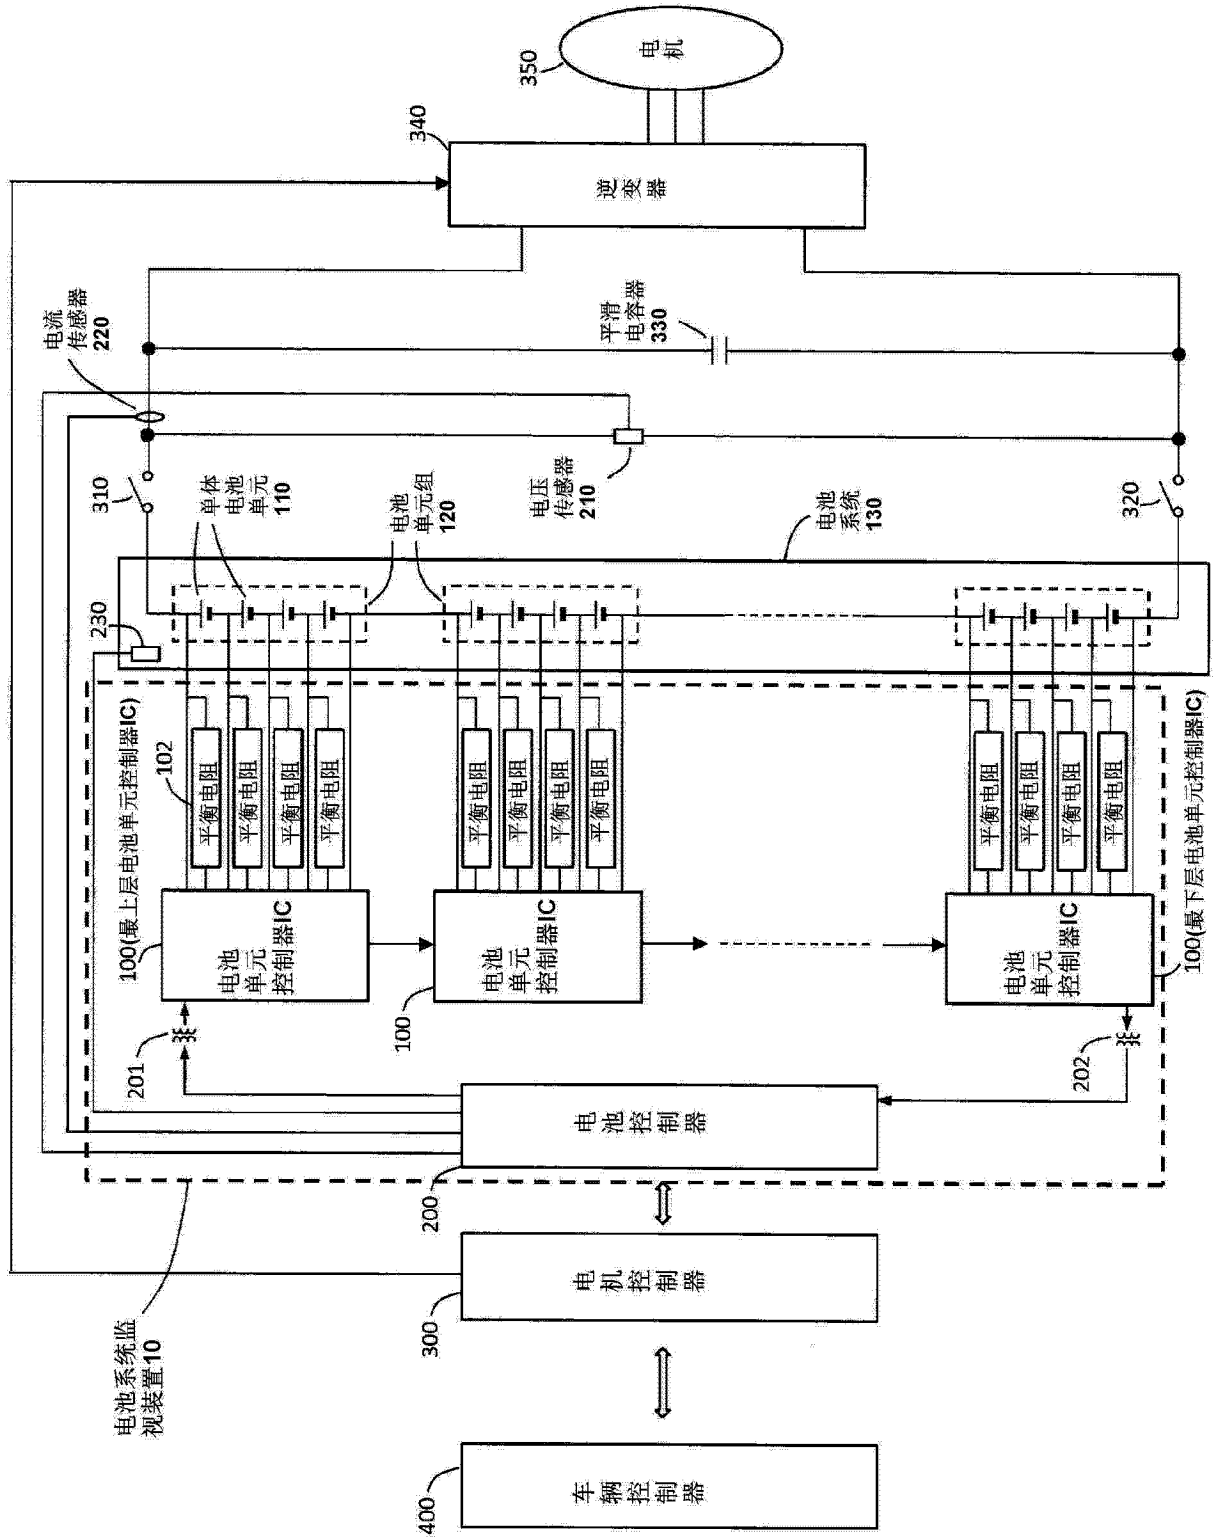 电池系统监
视装置10
400
车辆控制器
300
电机控制器
200
电池控制器
201
202
100(最上层电池单元控制器IC)
电池
单元
控制器IC
102
平衡电阻
平衡电阻
平衡电阻
平衡电阻
100
电池
单元
控制器IC
平衡电阻
平衡电阻
平衡电阻
平衡电阻
100(最下层电池单元控制器IC)
电池
单元
控制器IC
平衡电阻
平衡电阻
平衡电阻
平衡电阻
230
310
单体
电池
单元
110
电池
单元组
120
电池
系统
130
320
电压
传感器
210
电流
传感器
220
平滑
电容器
330
340
逆变器
350
电机